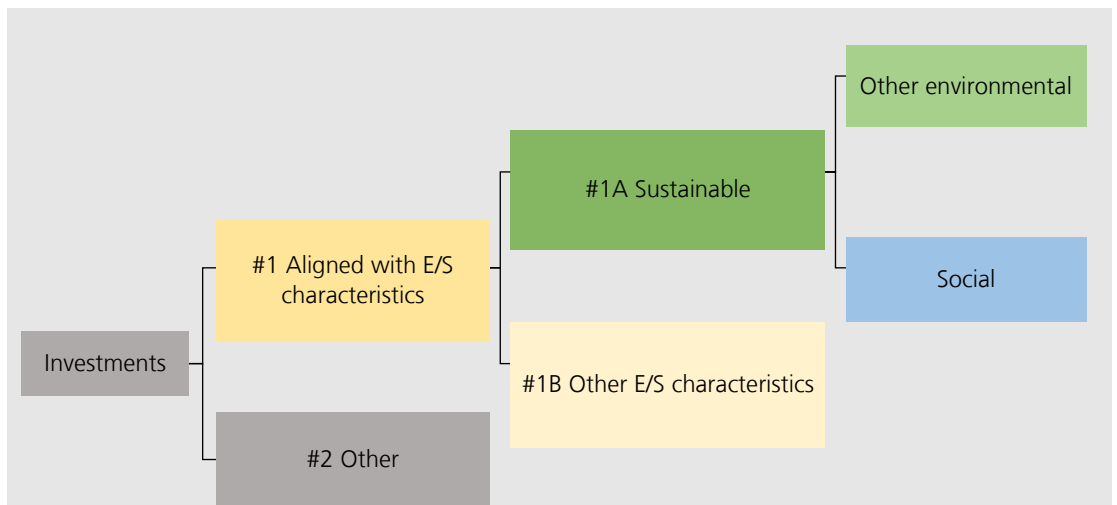 Other environmental
#1A Sustainable
#1 Aligned with E/S
characteristics
Social
Investments
#1B Other E/S characteristics
#2 Other